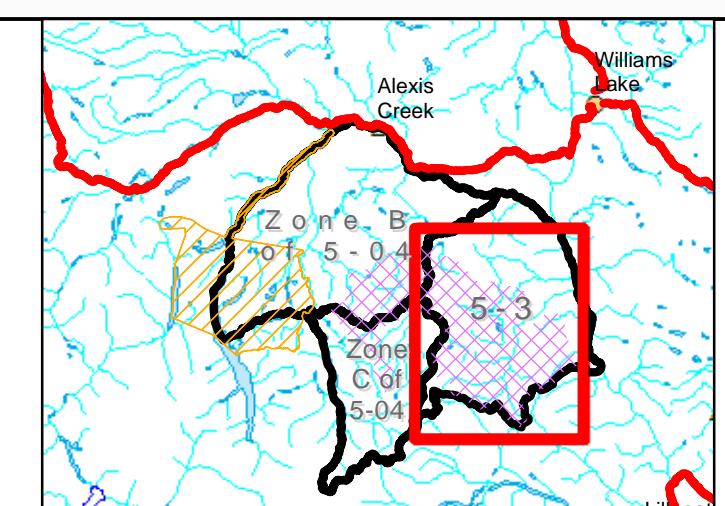 Williams
Lake
Alexis
Creek
Zone B
of 5-04
5-3
Zone
C of
5-04